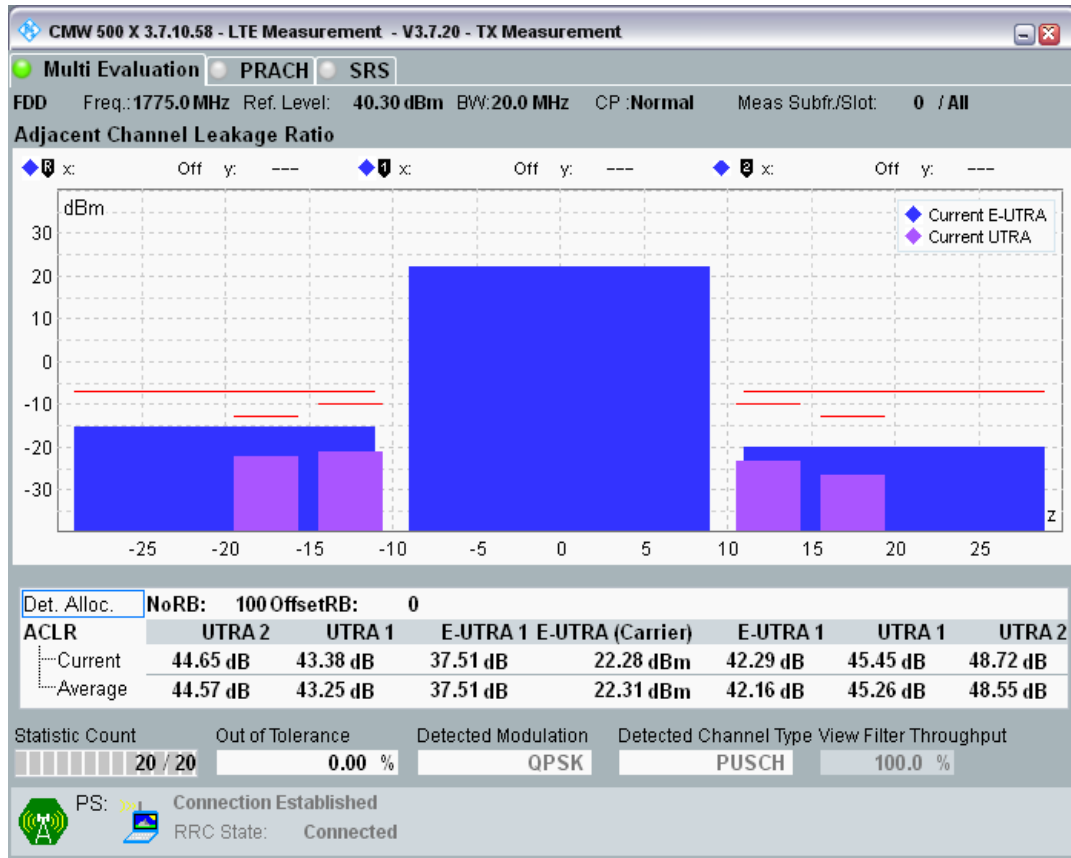 CMW 500 X 3.7.10.58 - LTE Measurement - V3.7.20 - TX Measurement
Multi Evaluation PRACH SRS
FDD Freq.:1775.0 MHz Ref. Level: 40.30 dBm BW:20.0 MHz CP :Normal Meas Subfr./Slot: 0 / All
Adjacent Channel Leakage Ratio
R x: Off y: --- 1 x: Off y: --- 2 x: Off y: ---
dBm
Current E-UTRA
Current UTRA
30
20
10
0
-10
-20
-30
z
-25 -20 -15 -10 -5 0 5 10 15 20 25
Det. Alloc. NoRB: 100 OffsetRB: 0
ACLR UTRA 2 UTRA 1 E-UTRA 1 E-UTRA (Carrier) E-UTRA 1 UTRA 1 UTRA 2
Current 44.65 dB 43.38 dB 37.51 dB 22.28 dBm 42.29 dB 45.45 dB 48.72 dB
Average 44.57 dB 43.25 dB 37.51 dB 22.31 dBm 42.16 dB 45.26 dB 48.55 dB
Statistic Count Out of Tolerance Detected Modulation Detected Channel Type View Filter Throughput
20 / 20 0.00 % QPSK PUSCH 100.0 %
PS: Connection Established
RRC State: Connected